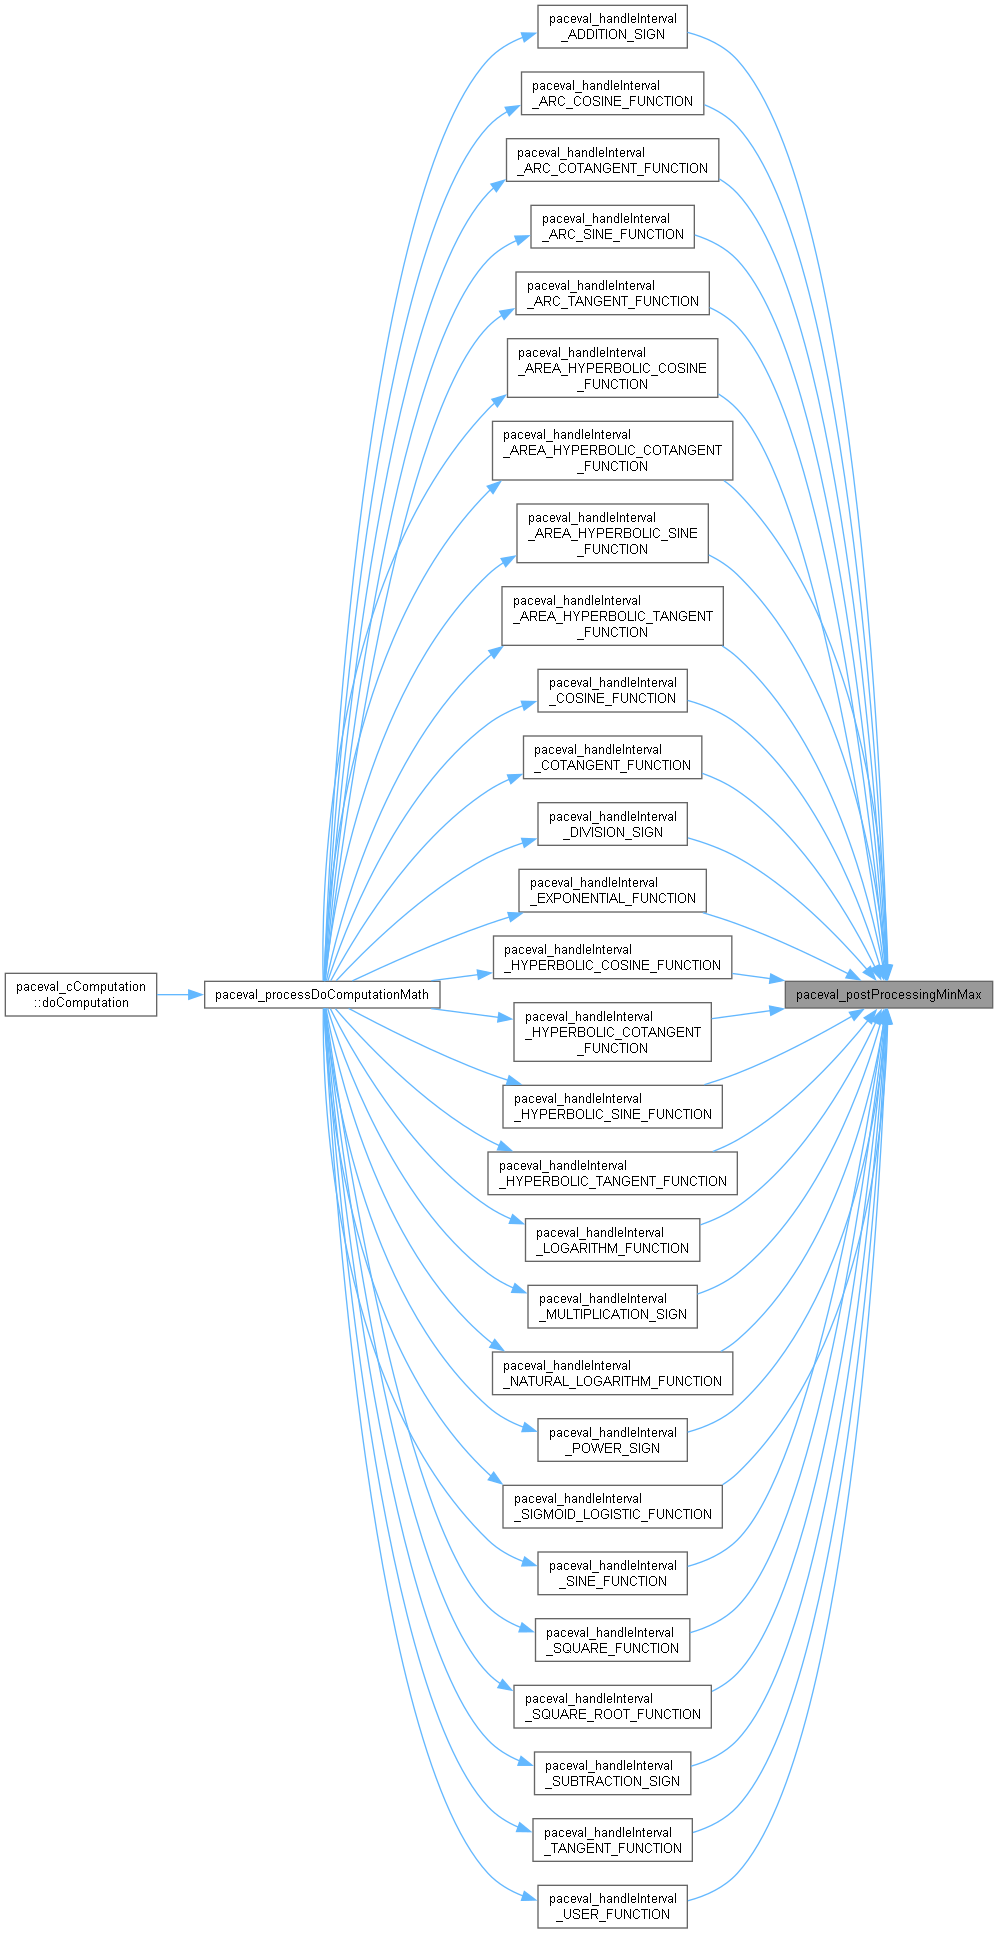 paceval_handleInterval
_ADDITION_SIGN
paceval_handleInterval
_ARC_COSINE_FUNCTION
paceval_handleInterval
_ARC_COTANGENT_FUNCTION
paceval_handleInterval
_ARC_SINE_FUNCTION
paceval_handleInterval
_ARC_TANGENT_FUNCTION
paceval_handleInterval
_AREA_HYPERBOLIC_COSINE
_FUNCTION
paceval_handleInterval
_AREA_HYPERBOLIC_COTANGENT
_FUNCTION
paceval_handleInterval
_AREA_HYPERBOLIC_SINE
_FUNCTION
paceval_handleInterval
_AREA_HYPERBOLIC_TANGENT
_FUNCTION
paceval_handleInterval
_COSINE_FUNCTION
paceval_handleInterval
_COTANGENT_FUNCTION
paceval_handleInterval
_DIVISION_SIGN
paceval_handleInterval
_EXPONENTIAL_FUNCTION
paceval_handleInterval
_HYPERBOLIC_COSINE_FUNCTION
paceval_cComputation
::doComputation
paceval_processDoComputationMath
paceval_postProcessingMinMax
paceval_handleInterval
_HYPERBOLIC_COTANGENT
_FUNCTION
paceval_handleInterval
_HYPERBOLIC_SINE_FUNCTION
paceval_handleInterval
_HYPERBOLIC_TANGENT_FUNCTION
paceval_handleInterval
_LOGARITHM_FUNCTION
paceval_handleInterval
_MULTIPLICATION_SIGN
paceval_handleInterval
_NATURAL_LOGARITHM_FUNCTION
paceval_handleInterval
_POWER_SIGN
paceval_handleInterval
_SIGMOID_LOGISTIC_FUNCTION
paceval_handleInterval
_SINE_FUNCTION
paceval_handleInterval
_SQUARE_FUNCTION
paceval_handleInterval
_SQUARE_ROOT_FUNCTION
paceval_handleInterval
_SUBTRACTION_SIGN
paceval_handleInterval
_TANGENT_FUNCTION
paceval_handleInterval
_USER_FUNCTION